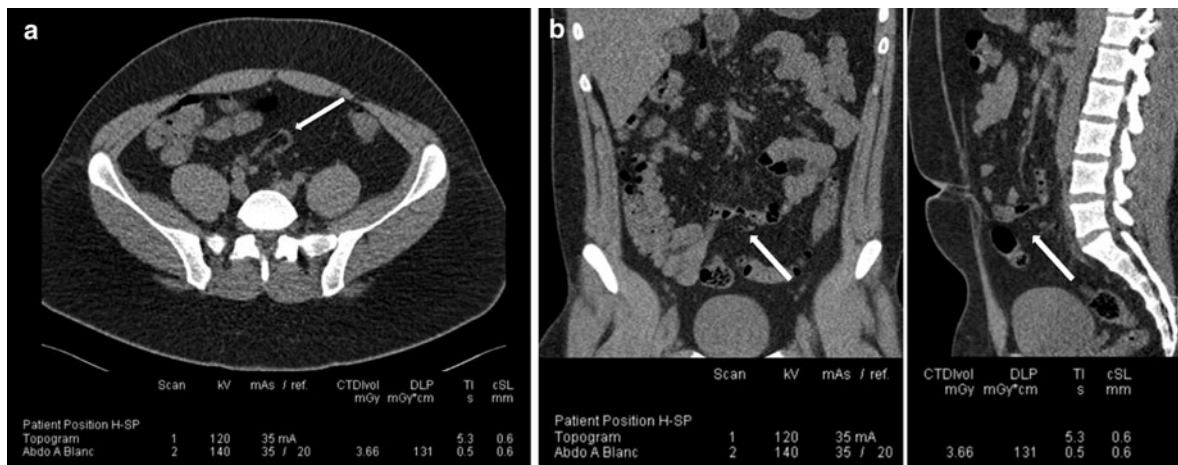 a
b
Scan kV mAs / ref. CTDIvol DLP TI cSL
mGy mGy*cm s mm
Patient Position H-SP
Topogram 1 120 35 mA 5.3 0.6
Abdo A Blanc 2 140 35 / 20 3.66 131 0.5 0.6
Scan kV mAs / ref.
Patient Position H-SP
Topogram 1 120 35 mA
Abdo A Blanc 2 140 35 / 20
CTDIvol DLP TI cSL
mGy mGy*cm s mm
5.3 0.6
3.66 131 0.5 0.6